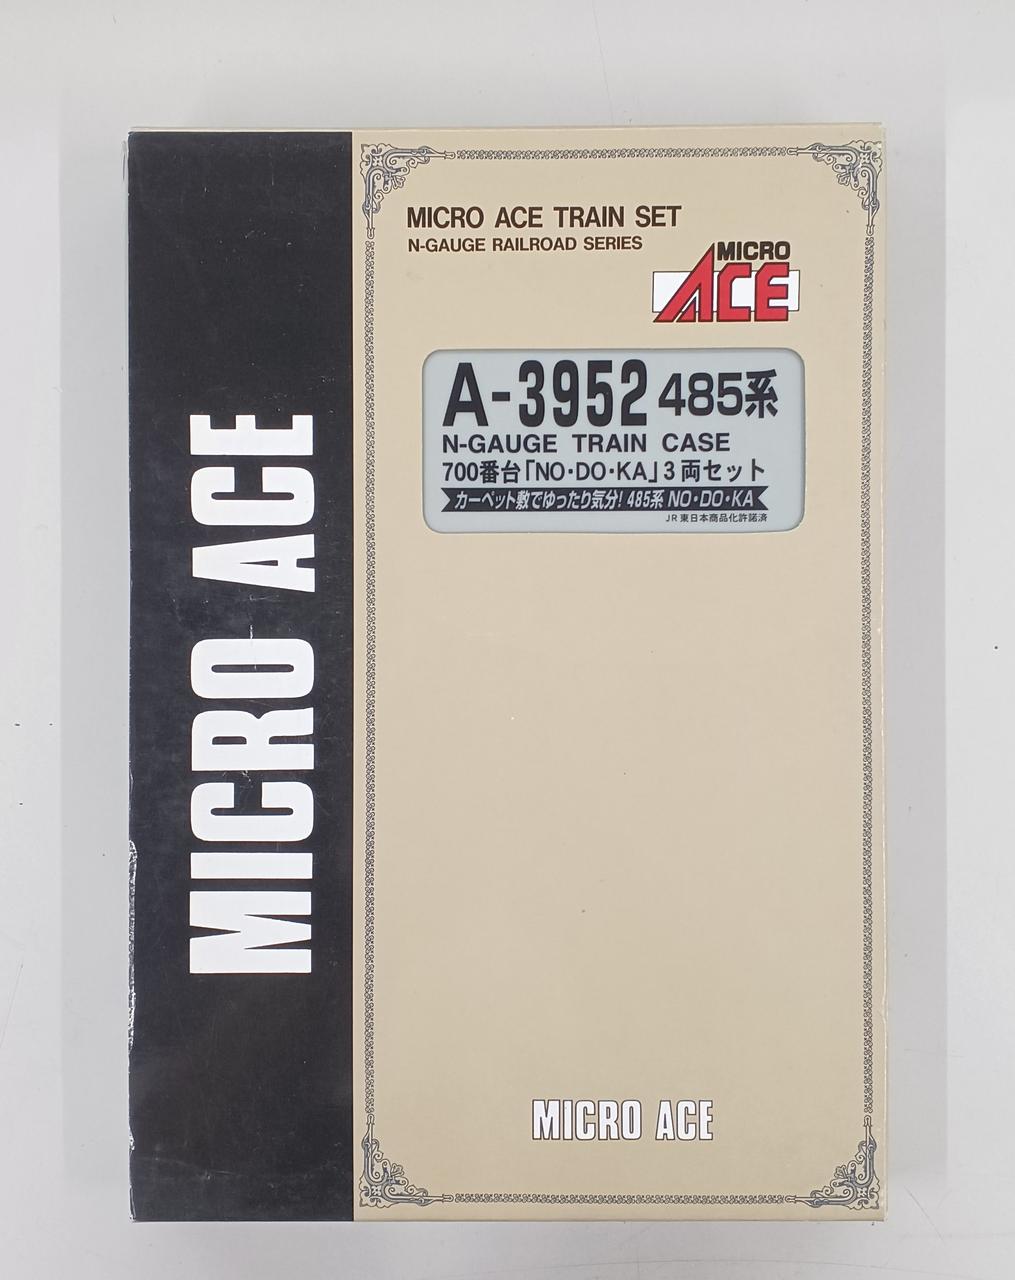 MICRO ACE
MICRO ACE TRAIN SET
N-GAUGE RAILROAD SERIES
MICRO
ACE
A-3952 485系
N-GAUGE TRAIN CASE
700番台「NO・DO・KA」3両セット
カーペット敷でゆったり気分! 485系 NO・DO・KA
JR東日本商品化許諾済
MICRO ACE